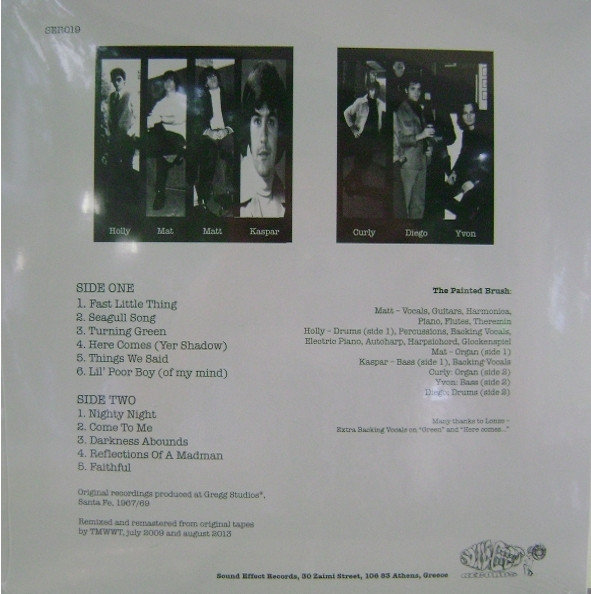 SER019
Holly Mat Matt Kaspar
Curly Diego Yvon
SIDE ONE
1. Fast Little Thing
2. Seagull Song
3. Turning Green
4. Here Comes (Yer Shadow)
5. Things We Said
6. Lil' Poor Boy (of my mind)
SIDE TWO
1. Nighty Night
2. Come To Me
3. Darkness Abounds
4. Reflections Of A Madman
5. Faithful
Original recordings produced at Gregg Studios*,
Santa Fe, 1967/69
Remixed and remastered from original tapes
by TMWWT, july 2009 and august 2013
The Painted Brush:
Matt – Vocals, Guitars, Harmonica,
Piano, Flutes, Theremin
Holly – Drums (side 1), Percussions, Backing Vocals,
Electric Piano, Autoharp, Harpsichord, Glockenspiel
Mat – Organ (side 1)
Kaspar – Bass (side 1), Backing Vocals
Curly: Organ (side 2)
Yvon: Bass (side 2)
Diego: Drums (side 2)
Many thanks to –
Extra Backing Vocals on "Green" and "Here comes..."
Sound Effect Records, 30 Zaimi Street, 106 83 Athens, Greece